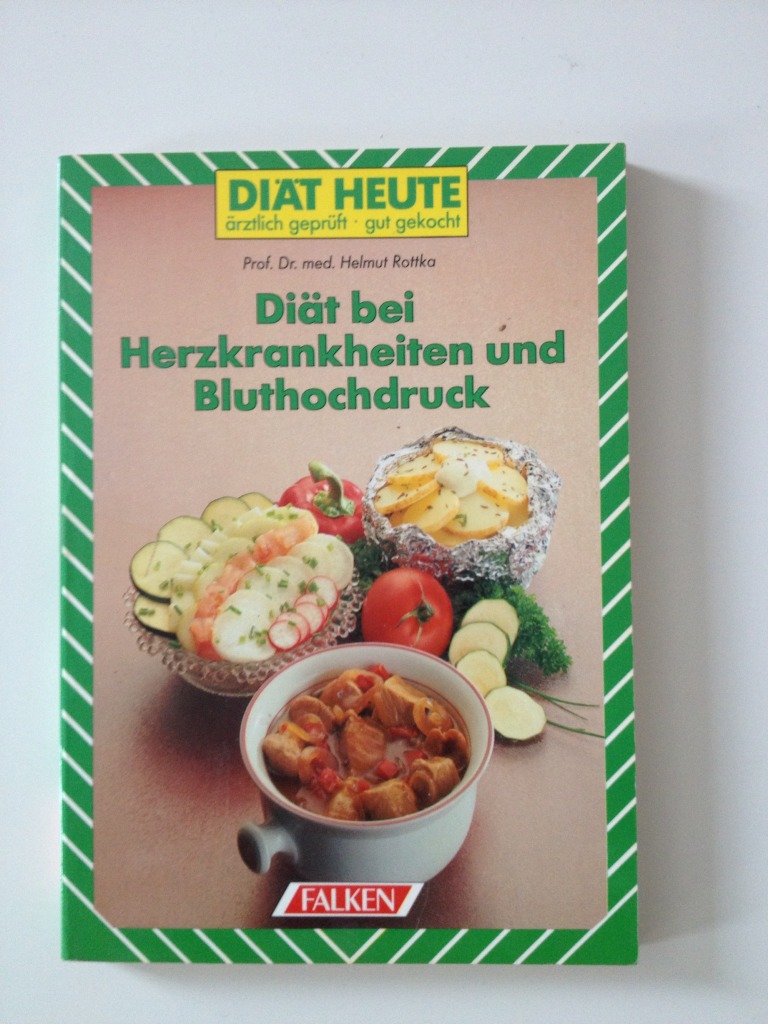 DIÄT HEUTE
ärztlich geprüft · gut gekocht
Prof. Dr. med. Helmut Rottka
Diät bei
Herzkrankheiten und
Bluthochdruck
FALKEN